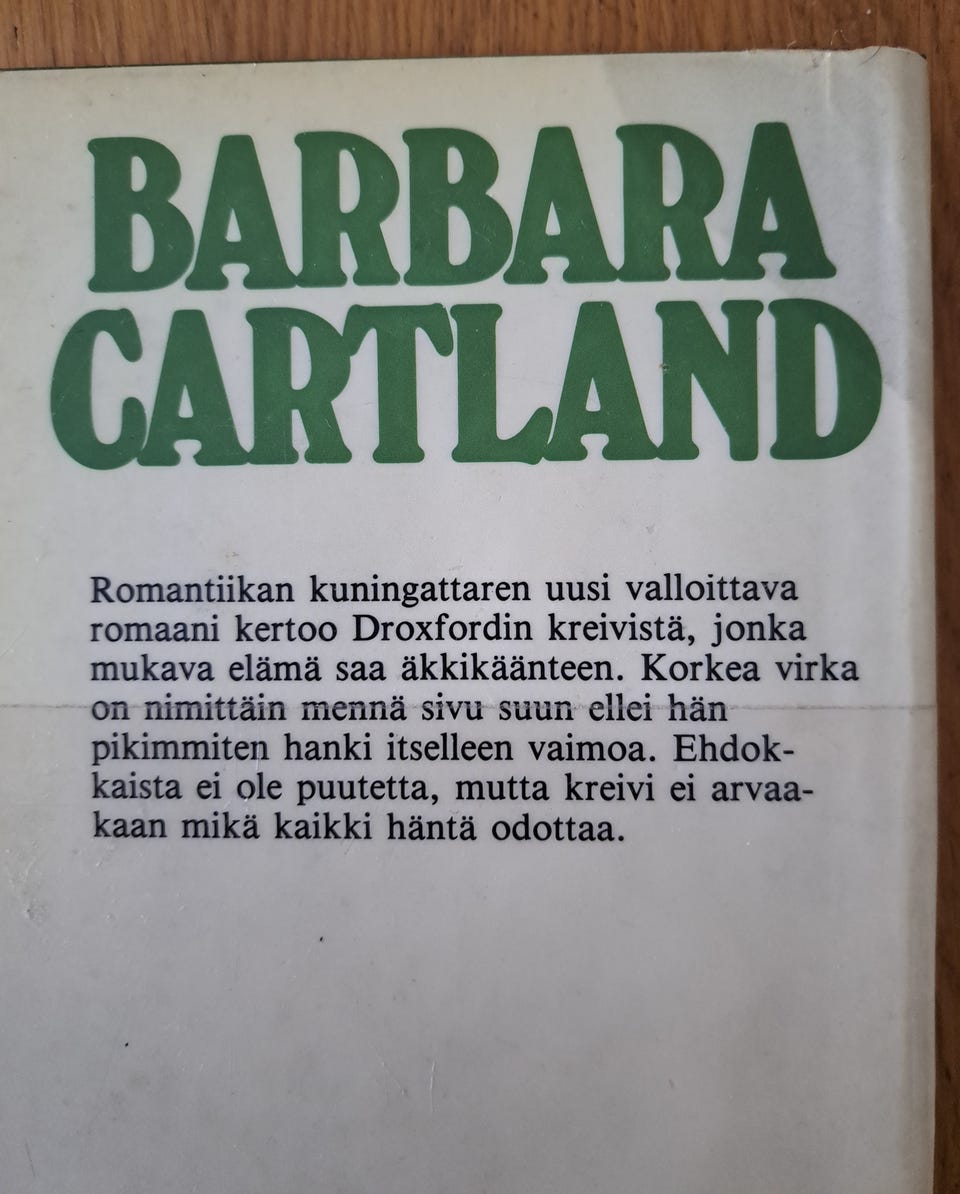 BARBARA
CARTLAND
Romantiikan kuningattaren uusi valloittava
romaani kertoo Droxfordin kreivistä, jonka
mukava elämä saa äkkikäänteen. Korkea virka
on nimittäin mennä sivu suun ellei hän
pikimmiten hanki itselleen vaimoa. Ehdok-
kaista ei ole puutetta, mutta kreivi ei arvaa-
kaan mikä kaikki häntä odottaa.